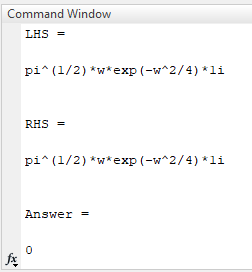 Command Window
LHS =
pi^(1/2)*w*exp(-w^2/4)*1i
RHS =
pi^(1/2)*w*exp(-w^2/4)*1i
Answer =
0
fx